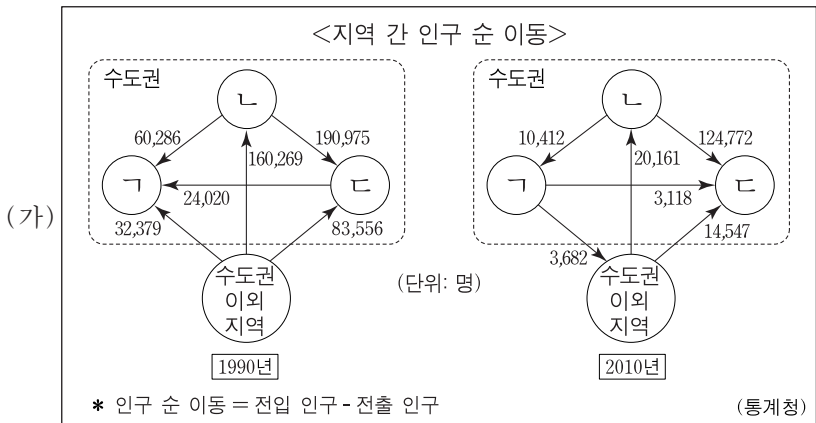 <지역 간 인구 순 이동>
(가)
수도권
ㄴ
60,286
190,975
160,269
ㄱ
ㄷ
24,020
32,379
83,556
수도권
이외
지역
1990년
(단위: 명)
수도권
ㄴ
10,412
124,772
20,161
ㄱ
ㄷ
3,118
3,682
14,547
수도권
이외
지역
2010년
* 인구 순 이동 = 전입 인구 - 전출 인구
(통계청)